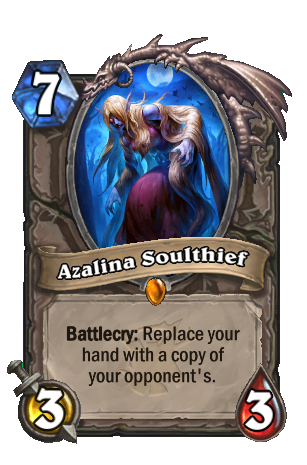 7
Azalina Soulthief
Battlecry: Replace your
hand with a copy of
your opponent's.
3
3